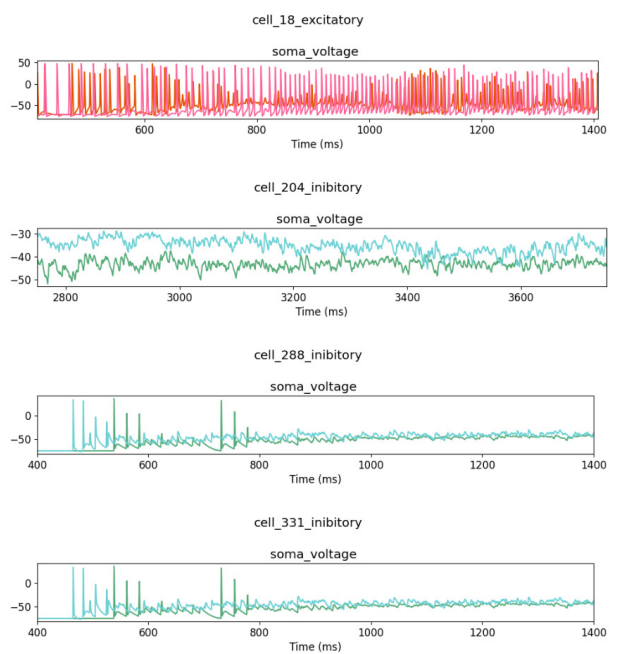 cell_18_excitatory
soma_voltage
50
0
−50
600 800 1000 1200 1400
Time (ms)
cell_204_inibitory
soma_voltage
−30
−40
−50
2800 3000 3200 3400 3600
Time (ms)
cell_288_inibitory
soma_voltage
0
−50
400 600 800 1000 1200 1400
Time (ms)
cell_331_inibitory
soma_voltage
0
−50
400 600 800 1000 1200 1400
Time (ms)